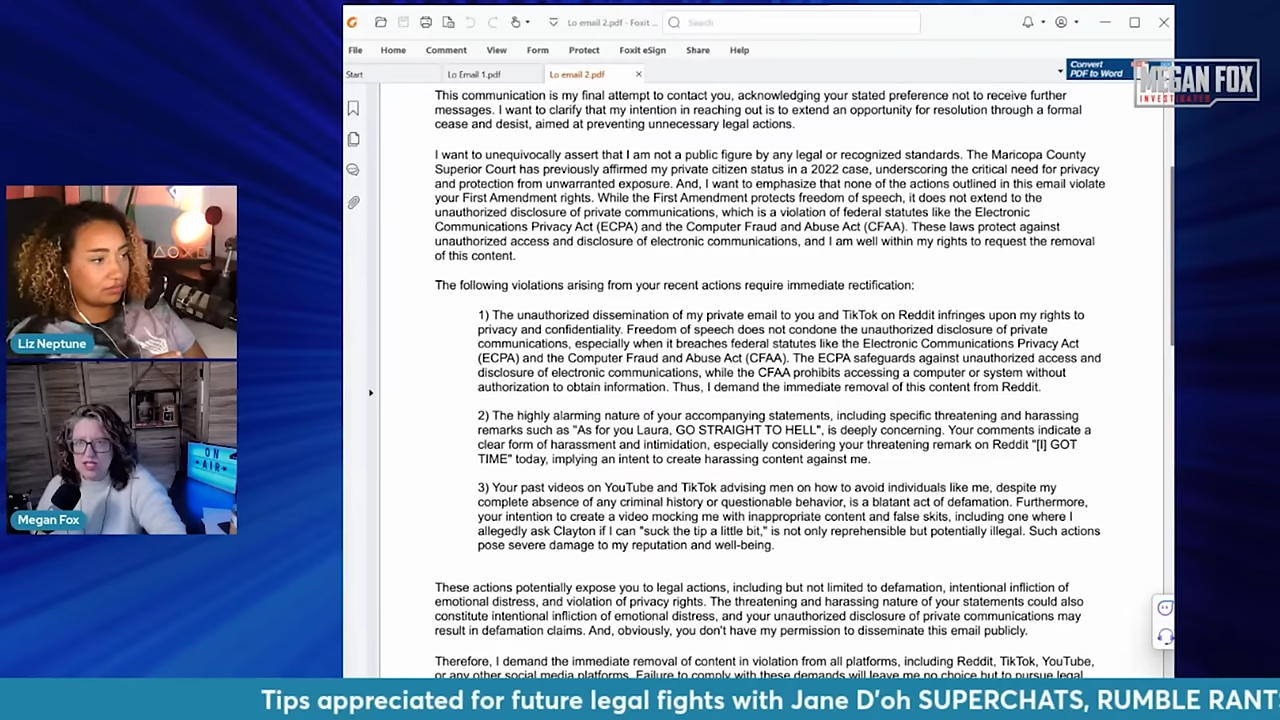 Lo email 2.pdf - Foxit ...
Search
File Home Comment View Form Protect Foxit eSign Share Help
Start Lo Email 1.pdf Lo email 2.pdf
Convert
PDF to Word
MEGAN FOX
INVESTIGATES
This communication is my final attempt to contact you, acknowledging your stated preference not to receive further
messages. I want to clarify that my intention in reaching out is to extend an opportunity for resolution through a formal
cease and desist, aimed at preventing unnecessary legal actions.
I want to unequivocally assert that I am not a public figure by any legal or recognized standards. The Maricopa County
Superior Court has previously affirmed my private citizen status in a 2022 case, underscoring the critical need for privacy
and protection from unwarranted exposure. And, I want to emphasize that none of the actions outlined in this email violate
your First Amendment rights. While the First Amendment protects freedom of speech, it does not extend to the
unauthorized disclosure of private communications, which is a violation of federal statutes like the Electronic
Communications Privacy Act (ECPA) and the Computer Fraud and Abuse Act (CFAA). These laws protect against
unauthorized access and disclosure of electronic communications, and I am well within my rights to request the removal
of this content.
The following violations arising from your recent actions require immediate rectification:
1) The unauthorized dissemination of my private email to you and TikTok on Reddit infringes upon my rights to
privacy and confidentiality. Freedom of speech does not condone the unauthorized disclosure of private
communications, especially when it breaches federal statutes like the Electronic Communications Privacy Act
(ECPA) and the Computer Fraud and Abuse Act (CFAA). The ECPA safeguards against unauthorized access and
disclosure of electronic communications, while the CFAA prohibits accessing a computer or system without
authorization to obtain information. Thus, I demand the immediate removal of this content from Reddit.
2) The highly alarming nature of your accompanying statements, including specific threatening and harassing
remarks such as "As for you Laura, GO STRAIGHT TO HELL", is deeply concerning. Your comments indicate a
clear form of harassment and intimidation, especially considering your threatening remark on Reddit "[I] GOT
TIME" today, implying an intent to create harassing content against me.
3) Your past videos on YouTube and TikTok advising men on how to avoid individuals like me, despite my
complete absence of any criminal history or questionable behavior, is a blatant act of defamation. Furthermore,
your intention to create a video mocking me with inappropriate content and false skits, including one where I
allegedly ask Clayton if I can "suck the tip a little bit," is not only reprehensible but potentially illegal. Such actions
pose severe damage to my reputation and well-being.
These actions potentially expose you to legal actions, including but not limited to defamation, intentional infliction of
emotional distress, and violation of privacy rights. The threatening and harassing nature of your statements could also
constitute intentional infliction of emotional distress, and your unauthorized disclosure of private communications may
result in defamation claims. And, obviously, you don't have my permission to disseminate this email publicly.
Therefore, I demand the immediate removal of content in violation from all platforms, including Reddit, TikTok, YouTube,
or any other social media platforms. Failure to comply with these demands will leave me no choice but to pursue legal
Liz Neptune
ON
AIR
Megan Fox
Tips appreciated for future legal fights with Jane D'oh SUPERCHATS, RUMBLE RANT